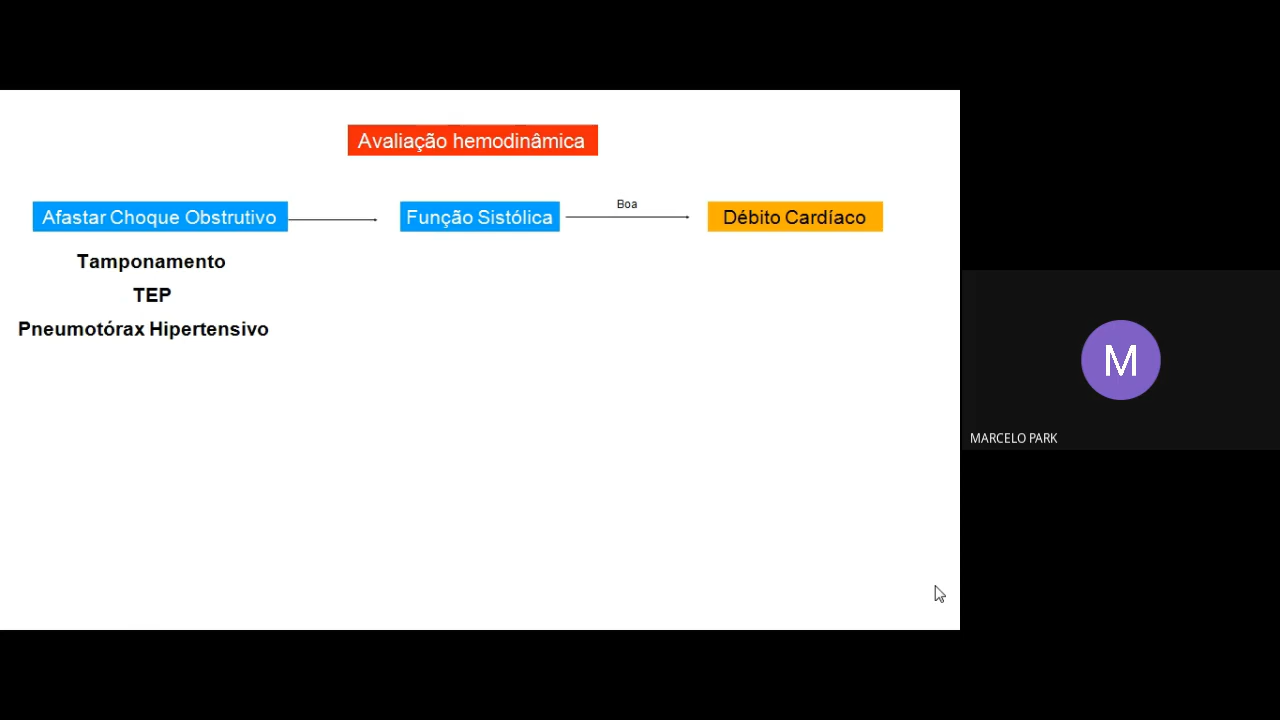 Avaliação hemodinâmica
Afastar Choque Obstrutivo
Função Sistólica
Boa
Débito Cardíaco
Tamponamento
TEP
Pneumotórax Hipertensivo
M
MARCELO PARK